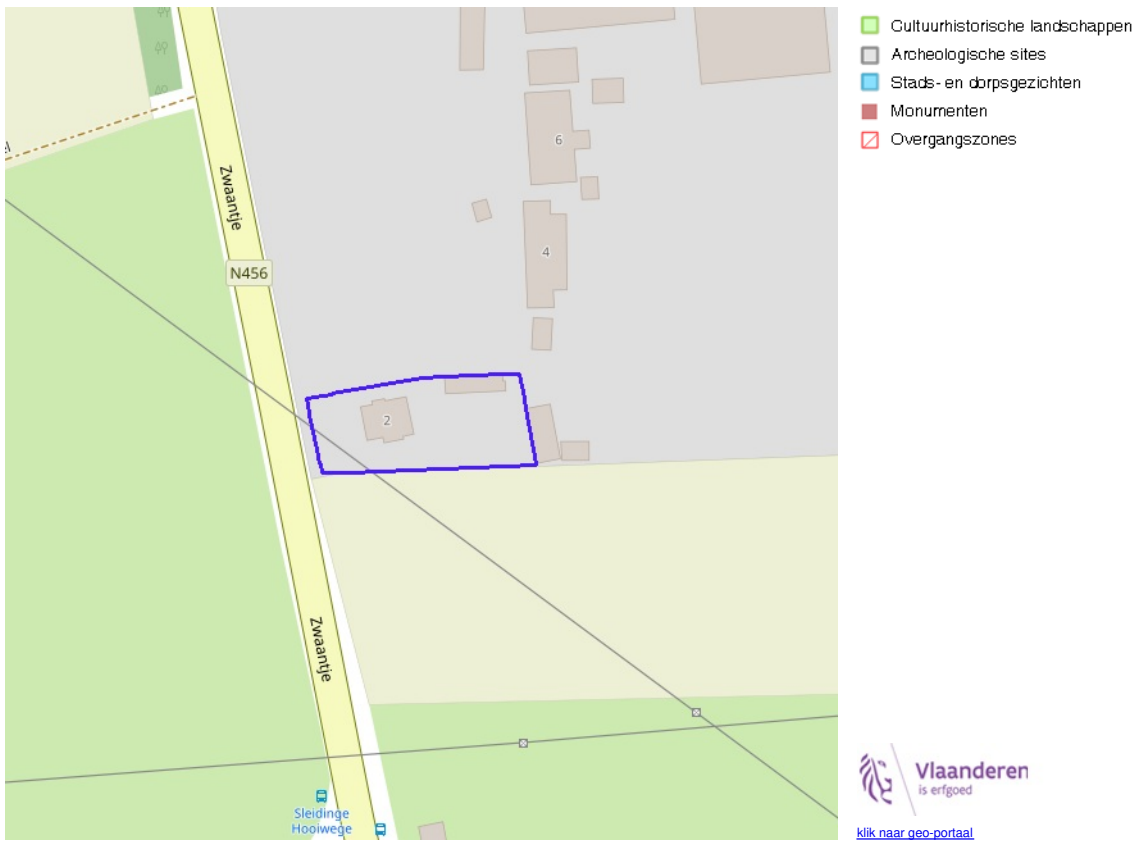 Cultuurhistorische landschappen
Archeologische sites
Stads- en dorpsgezichten
Monumenten
Overgangszones
6
el
Zwaantje
4
N456
2
Zwaantje
Sleidinge
Hooiwege
Vlaanderen
is erfgoed
klik naar geo-portaal